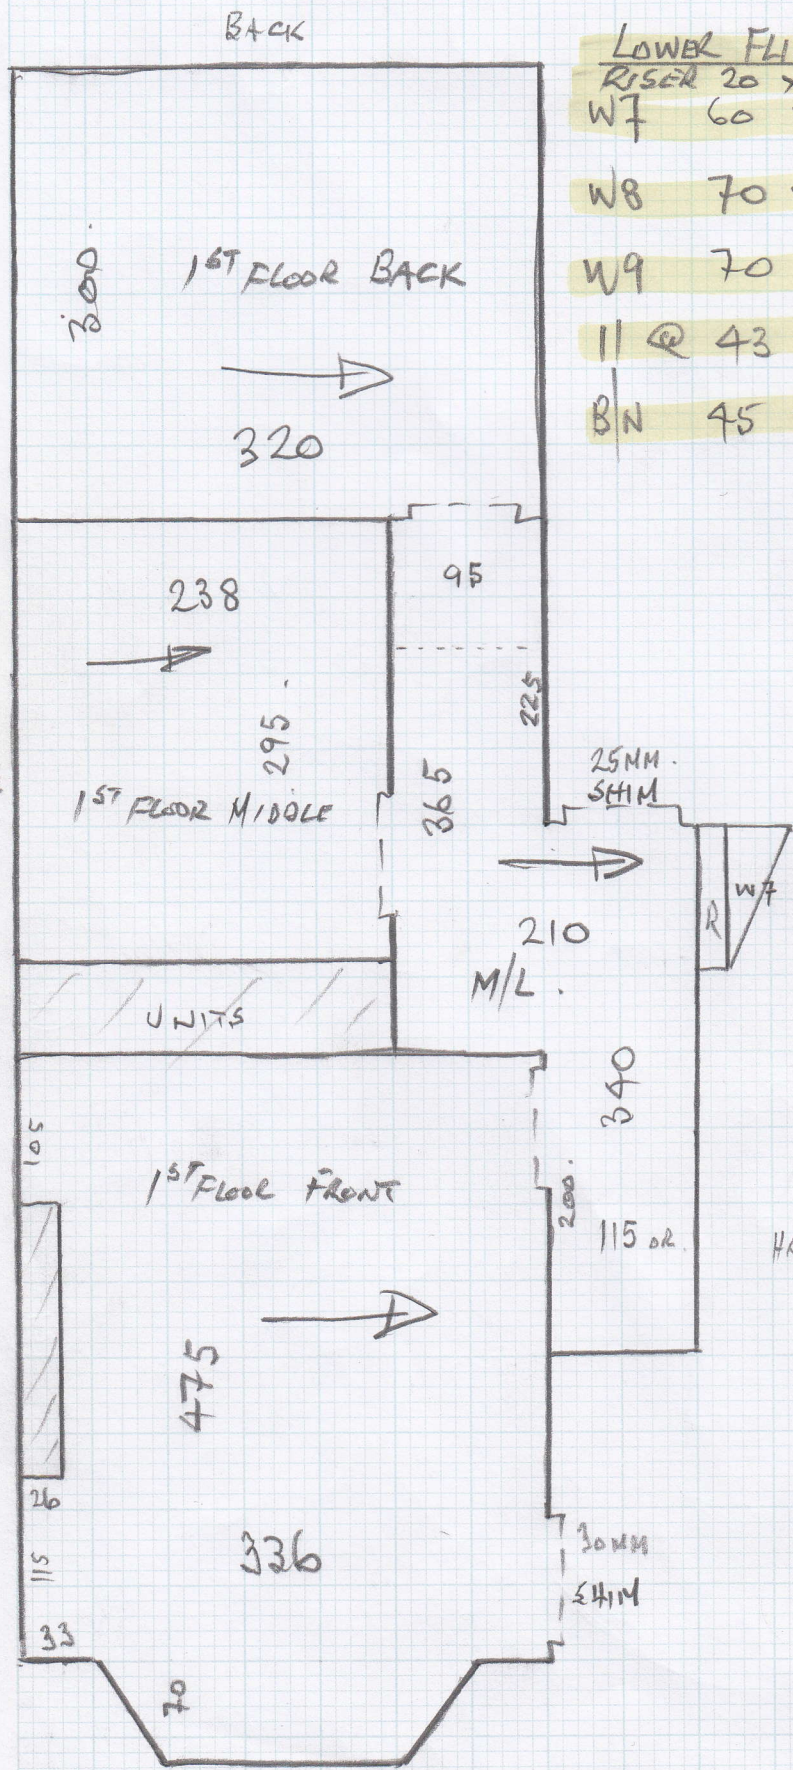 BACK
LOWER FLI
RISER 20 x
W7 60
W8 70
W9 70
11 @ 43
B/N 45
300.
1ST FLOOR BACK
320
95
238
225
295.
365
1ST FLOOR MIDDLE
25MM.
SHIM
R
W7
210
M/L.
UNITS
340
105
1ST FLOOR FRONT
200.
115 OR
475
26
115
336
30MM
SHIM
33
70